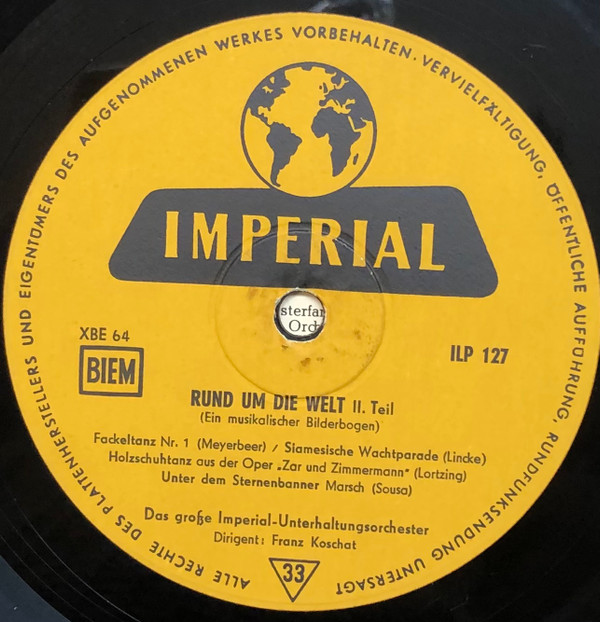 ALLE RECHTE DES PLATTENHERSTELLERS UND EIGENTÜMERS DES AUFGENOMMENEN WERKES VORBEHALTEN. VERVIELFÄLTIGUNG, ÖFFENTLICHE AUFFÜHRUNG, RUNDFUNKSENDUNG UNTERSAGT
IMPERIAL
sterfan
Orch
XBE 64
BIEM
ILP 127
RUND UM DIE WELT II. Teil
(Ein musikalischer Bilderbogen)
Fackeltanz Nr. 1 (Meyerbeer) / Siamesische Wachtparade (Lincke)
Holzschuhtanz aus der Oper „Zar und Zimmermann" (Lortzing)
Unter dem Sternenbanner Marsch (Sousa)
Das große Imperial-Unterhaltungsorchester
Dirigent: Franz Koschat
33